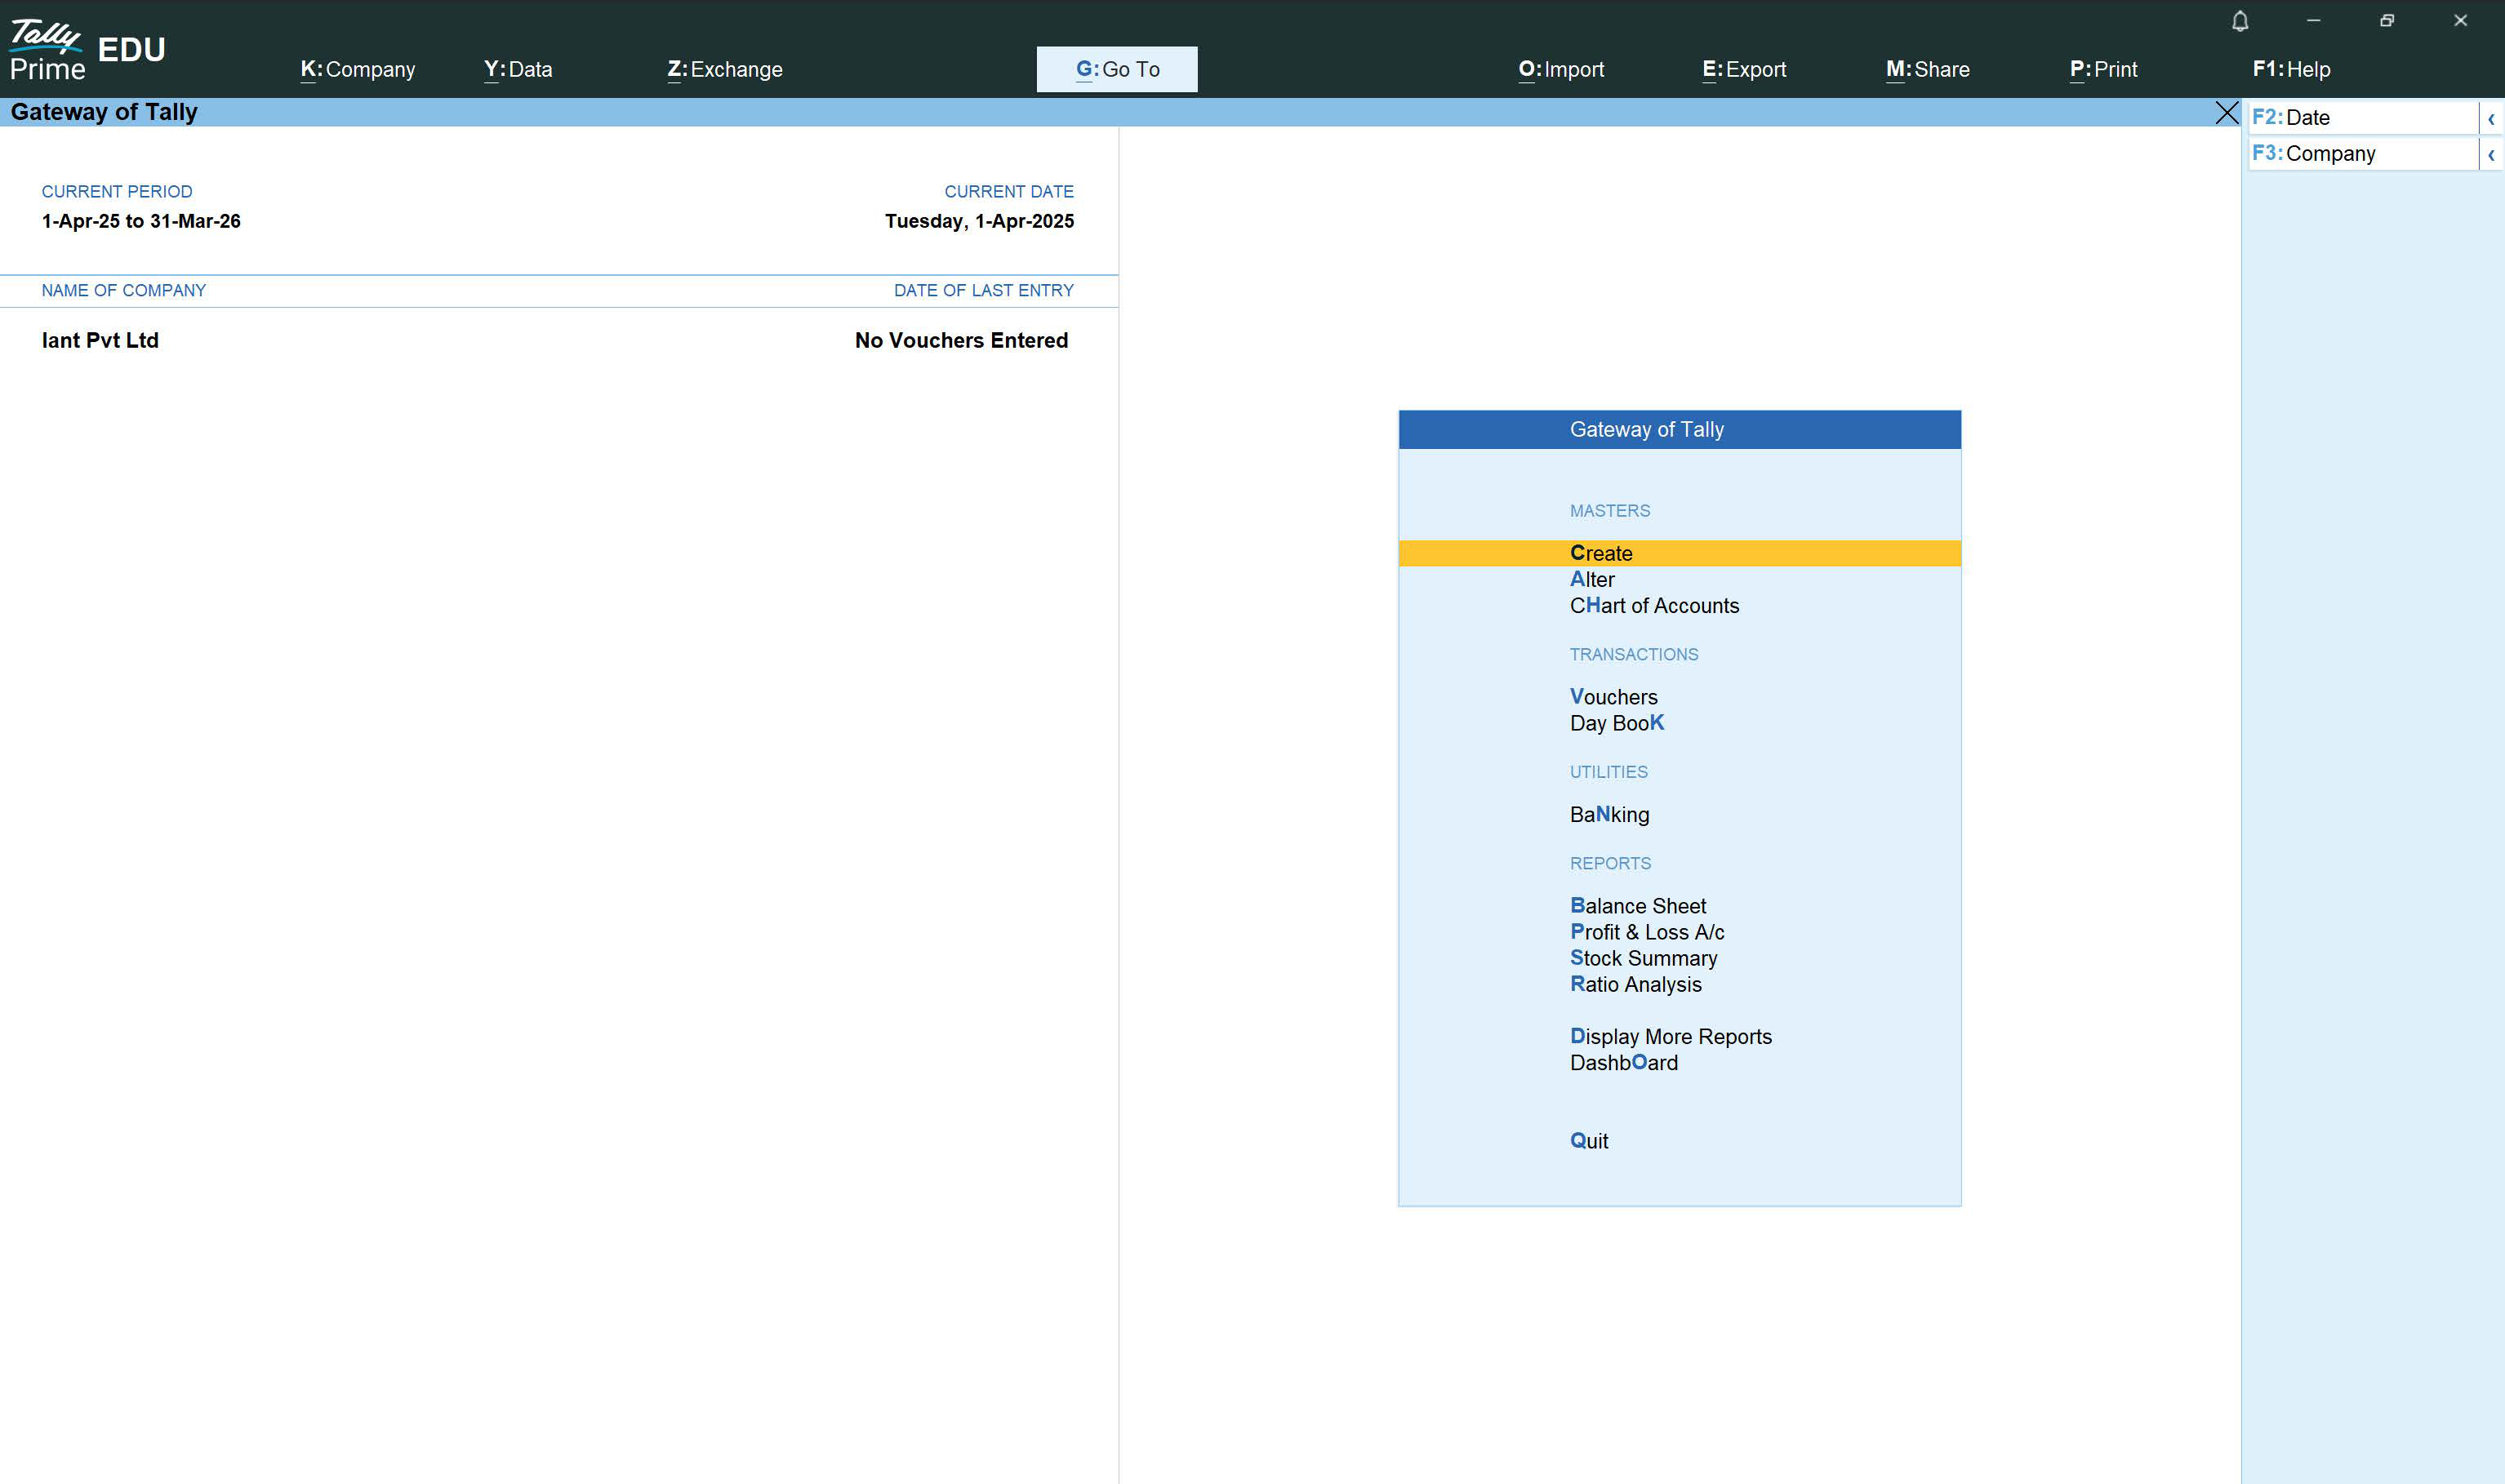 Tally
Prime
EDU
K:Company
Y:Data
Z:Exchange
G:Go To
O:Import
E:Export
M:Share
P:Print
F1:Help
Gateway of Tally
F2:Date
F3:Company
CURRENT PERIOD
CURRENT DATE
1-Apr-25 to 31-Mar-26
Tuesday, 1-Apr-2025
NAME OF COMPANY
DATE OF LAST ENTRY
Iant Pvt Ltd
No Vouchers Entered
Gateway of Tally
MASTERS
Create
Alter
CHart of Accounts
TRANSACTIONS
Vouchers
Day BooK
UTILITIES
BaNking
REPORTS
Balance Sheet
Profit & Loss A/c
Stock Summary
Ratio Analysis
Display More Reports
DashbOard
Quit